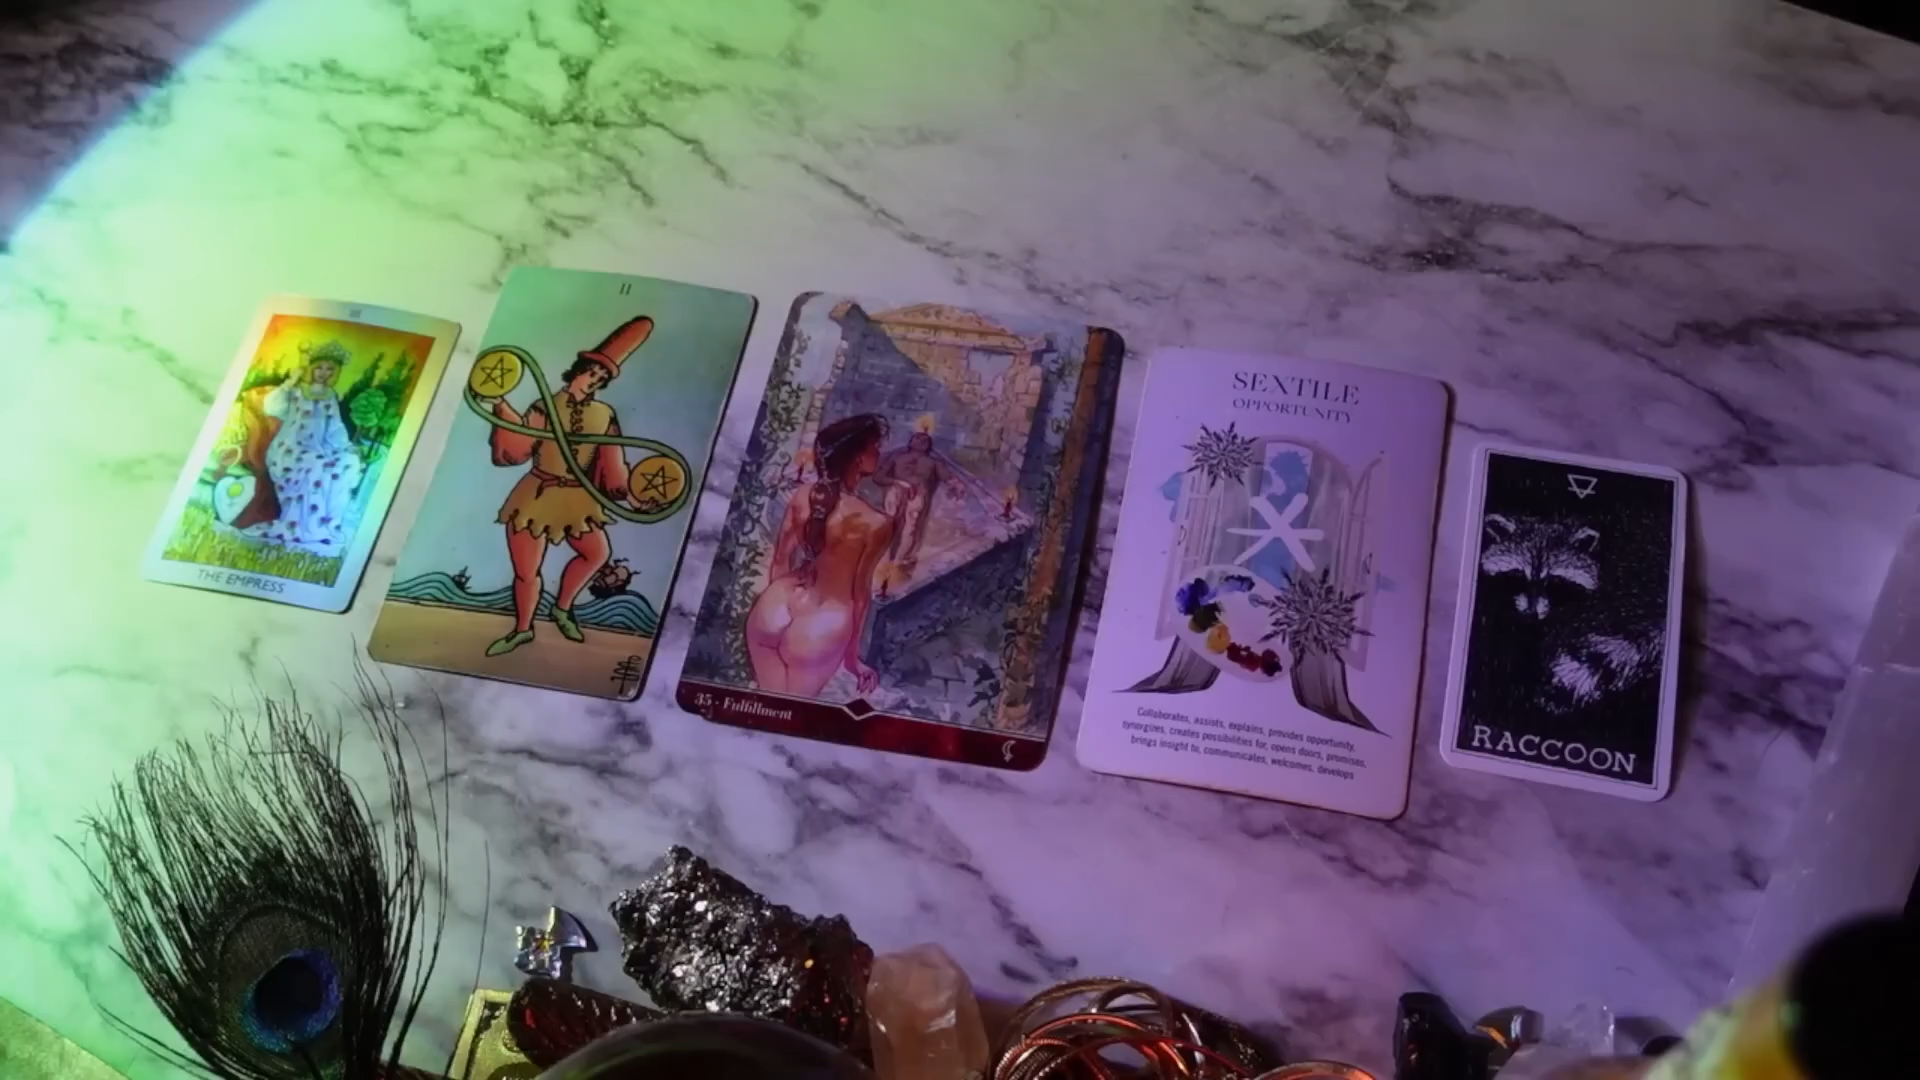 III
THE EMPRESS
II
35 - Fulfillment
SEXTILE
OPPORTUNITY
Collaborates, assists, explains, provides opportunity,
synergizes, creates possibilities for, opens doors, promises,
brings insight to, communicates, welcomes, develops
RACCOON